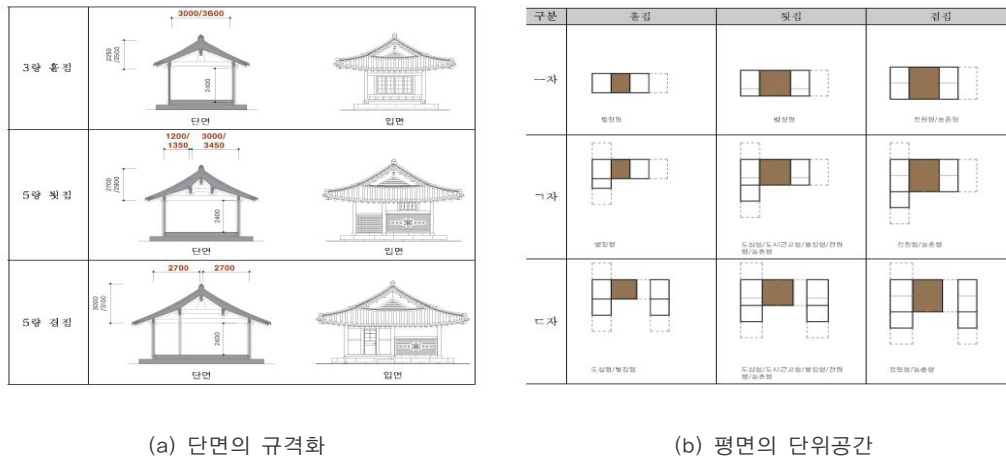 3000/3600
2250
/2500
2400
3량 홑집
단면
입면
1200/
1350
3000/
3450
2700
/2900
2400
5량 툇집
단면
입면
2700
2700
3000
/3100
2400
5량 겹집
단면
입면
(a) 단면의 규격화
구분
홑집
툇집
겹집
ㅡ자
별장형
별장형
전원형/농촌형
ㄱ자
별장형
도심형/도시근교형/별장형/전원
형/농촌형
전원형/농촌형
ㄷ자
도심형/별장형
도심형/도시근교형/별장형/전원
형/농촌형
전원형/농촌형
(b) 평면의 단위공간